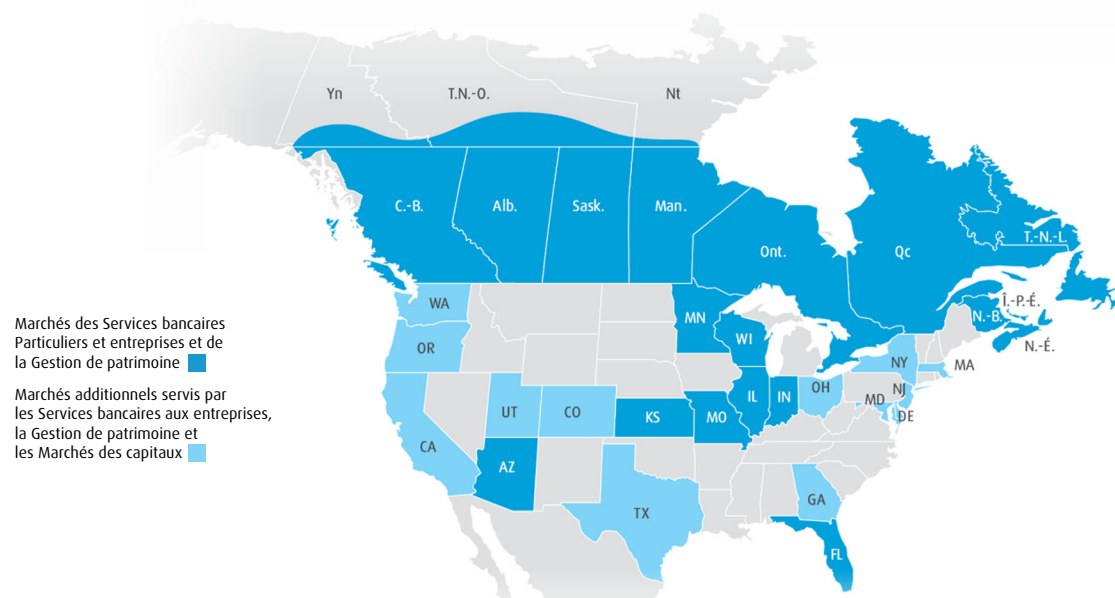 Yn
T.N.-O.
Nt
C.-B.
Alb.
Sask.
Man.
Ont.
Qc
T.-N.-L.
Î.-P.-É.
N.-B.
N.-É.
WA
MN
OR
WI
NY
MA
Marchés des Services bancaires
Particuliers et entreprises et de
la Gestion de patrimoine
Marchés additionnels servis par
les Services bancaires aux entreprises,
la Gestion de patrimoine et
les Marchés des capitaux
UT
CO
KS
MO
IL
IN
OH
NJ
MD
DE
CA
AZ
TX
GA
FL